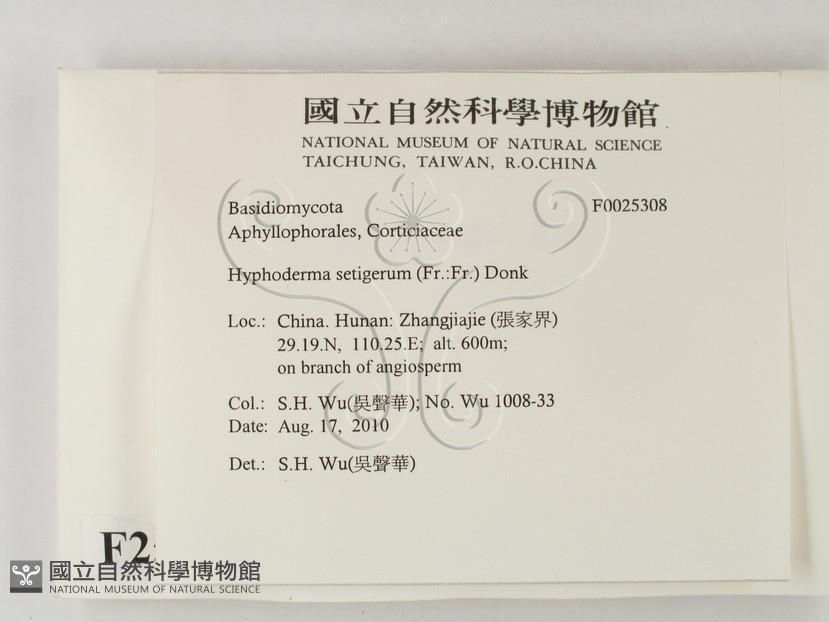 國立自然科學博物館
NATIONAL MUSEUM OF NATURAL SCIENCE
TAICHUNG, TAIWAN, R.O.CHINA
Basidiomycota F0025308
Aphyllophorales, Corticiaceae
Hyphoderma setigerum (Fr.:Fr.) Donk
Loc.: China. Hunan: Zhangjiajie (張家界)
29.19.N, 110.25.E; alt. 600m;
on branch of angiosperm
Col.: S.H. Wu(吳聲華); No. Wu 1008-33
Date: Aug. 17, 2010
Det.: S.H. Wu(吳聲華)
國立自然科學博物館
NATIONAL MUSEUM OF NATURAL SCIENCE